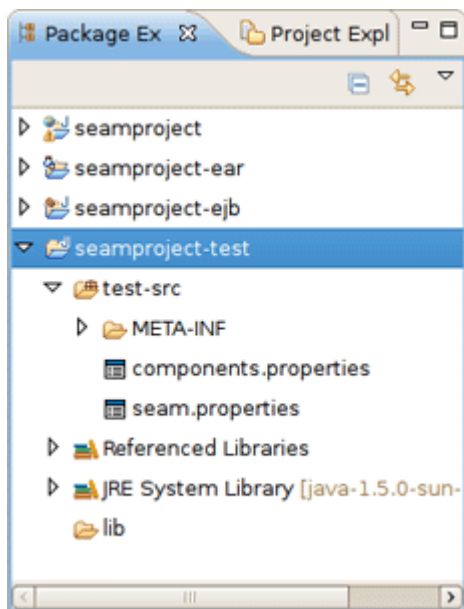 Package Ex Project Expl
seamproject
seamproject-ear
seamproject-ejb
seamproject-test
test-src
META-INF
components.properties
seam.properties
Referenced Libraries
JRE System Library [java-1.5.0-sun-
lib